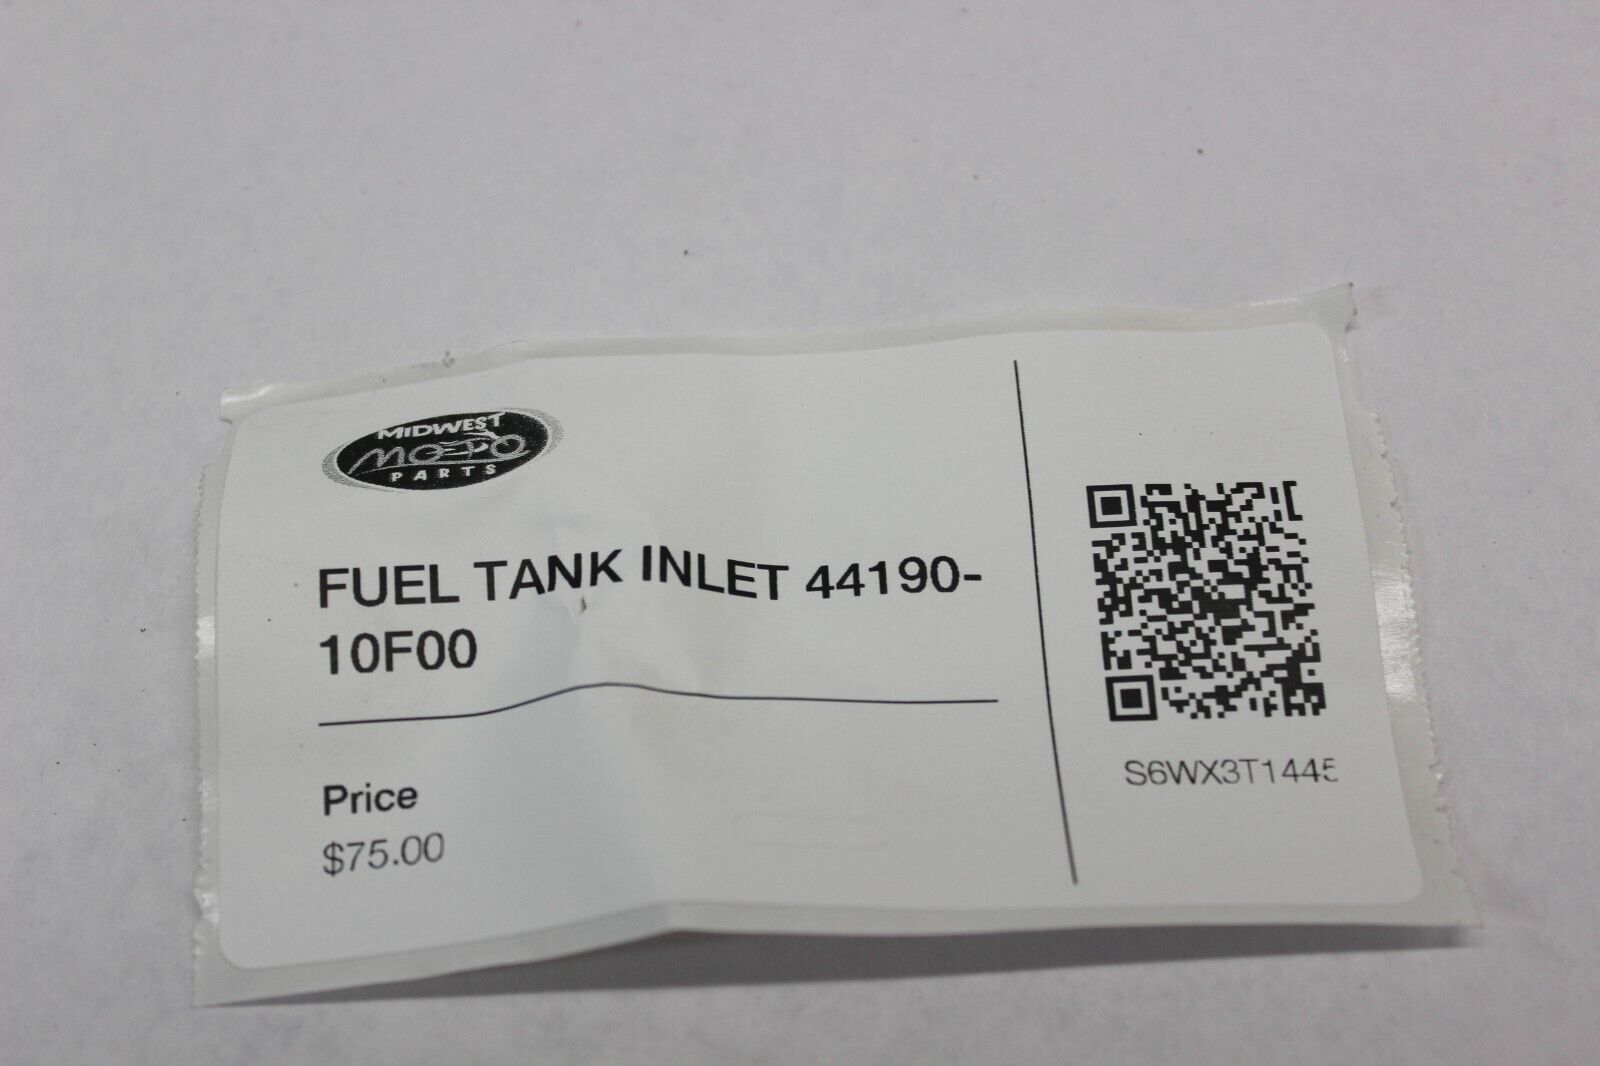 MIDWEST
MOTO
PARTS
FUEL TANK INLET 44190-
10F00
Price
$75.00
S6WX3T1445